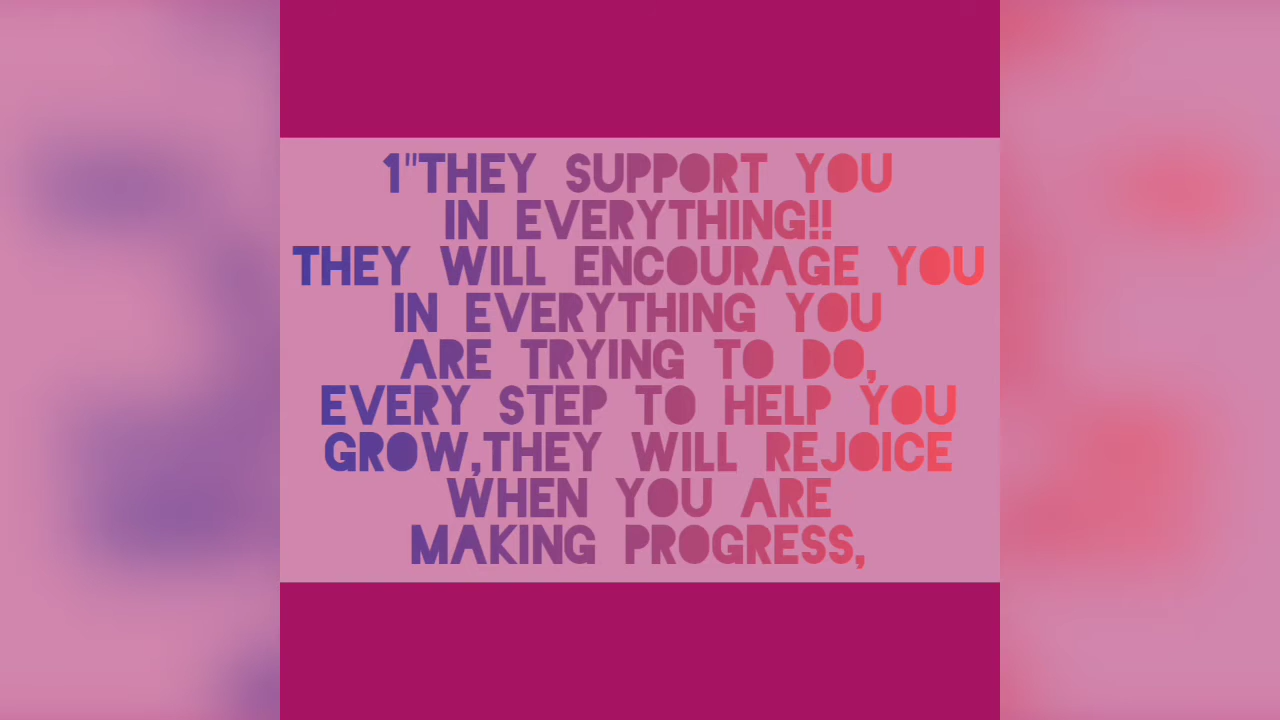 1"THEY SUPPORT YOU
IN EVERYTHING!!
THEY WILL ENCOURAGE YOU
IN EVERYTHING YOU
ARE TRYING TO DO,
EVERY STEP TO HELP YOU
GROW,THEY WILL REJOICE
WHEN YOU ARE
MAKING PROGRESS,